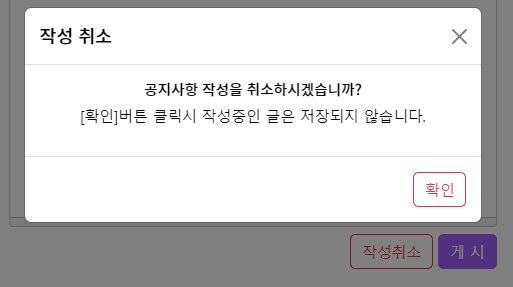 작성 취소
공지사항 작성을 취소하시겠습니까?
[확인]버튼 클릭시 작성중인 글은 저장되지 않습니다.
확인
작성취소 게 시